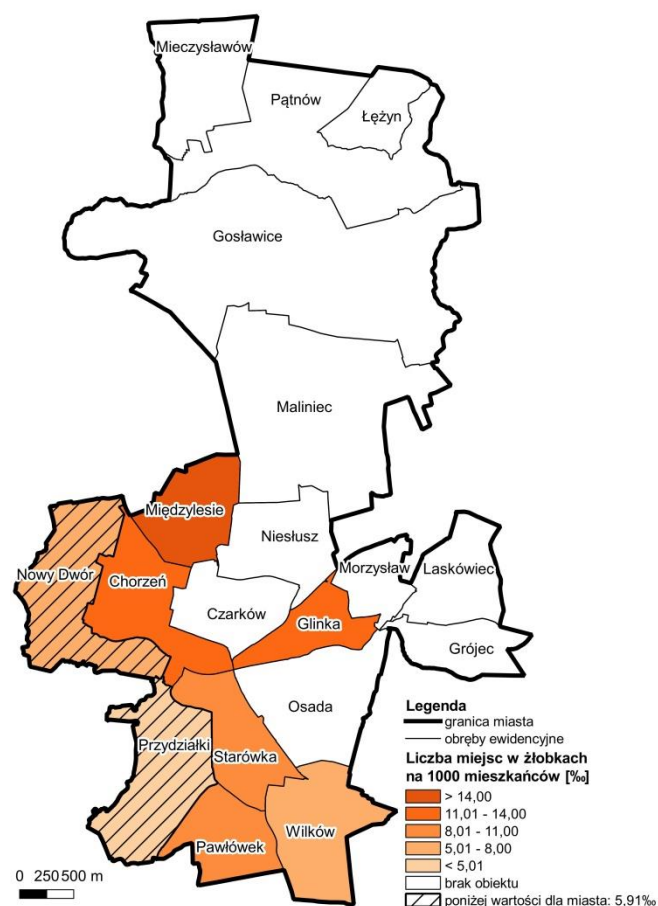 Mieczysławów
Pątnów
Łężyn
Gosławice
Maliniec
Międzylesie
Niesłusz
Morzysław
Laskówiec
Nowy Dwór
Chorzeń
Czarków
Glinka
Grójec
Osada
Przydziałki
Starówka
Wilków
Pawłówek
Legenda
granica miasta
obręby ewidencyjne
Liczba miejsc w żłobkach
na 1000 mieszkańców [‰]
> 14,00
11,01 - 14,00
8,01 - 11,00
5,01 - 8,00
< 5,01
brak obiektu
poniżej wartości dla miasta: 5,91‰
0 250 500 m